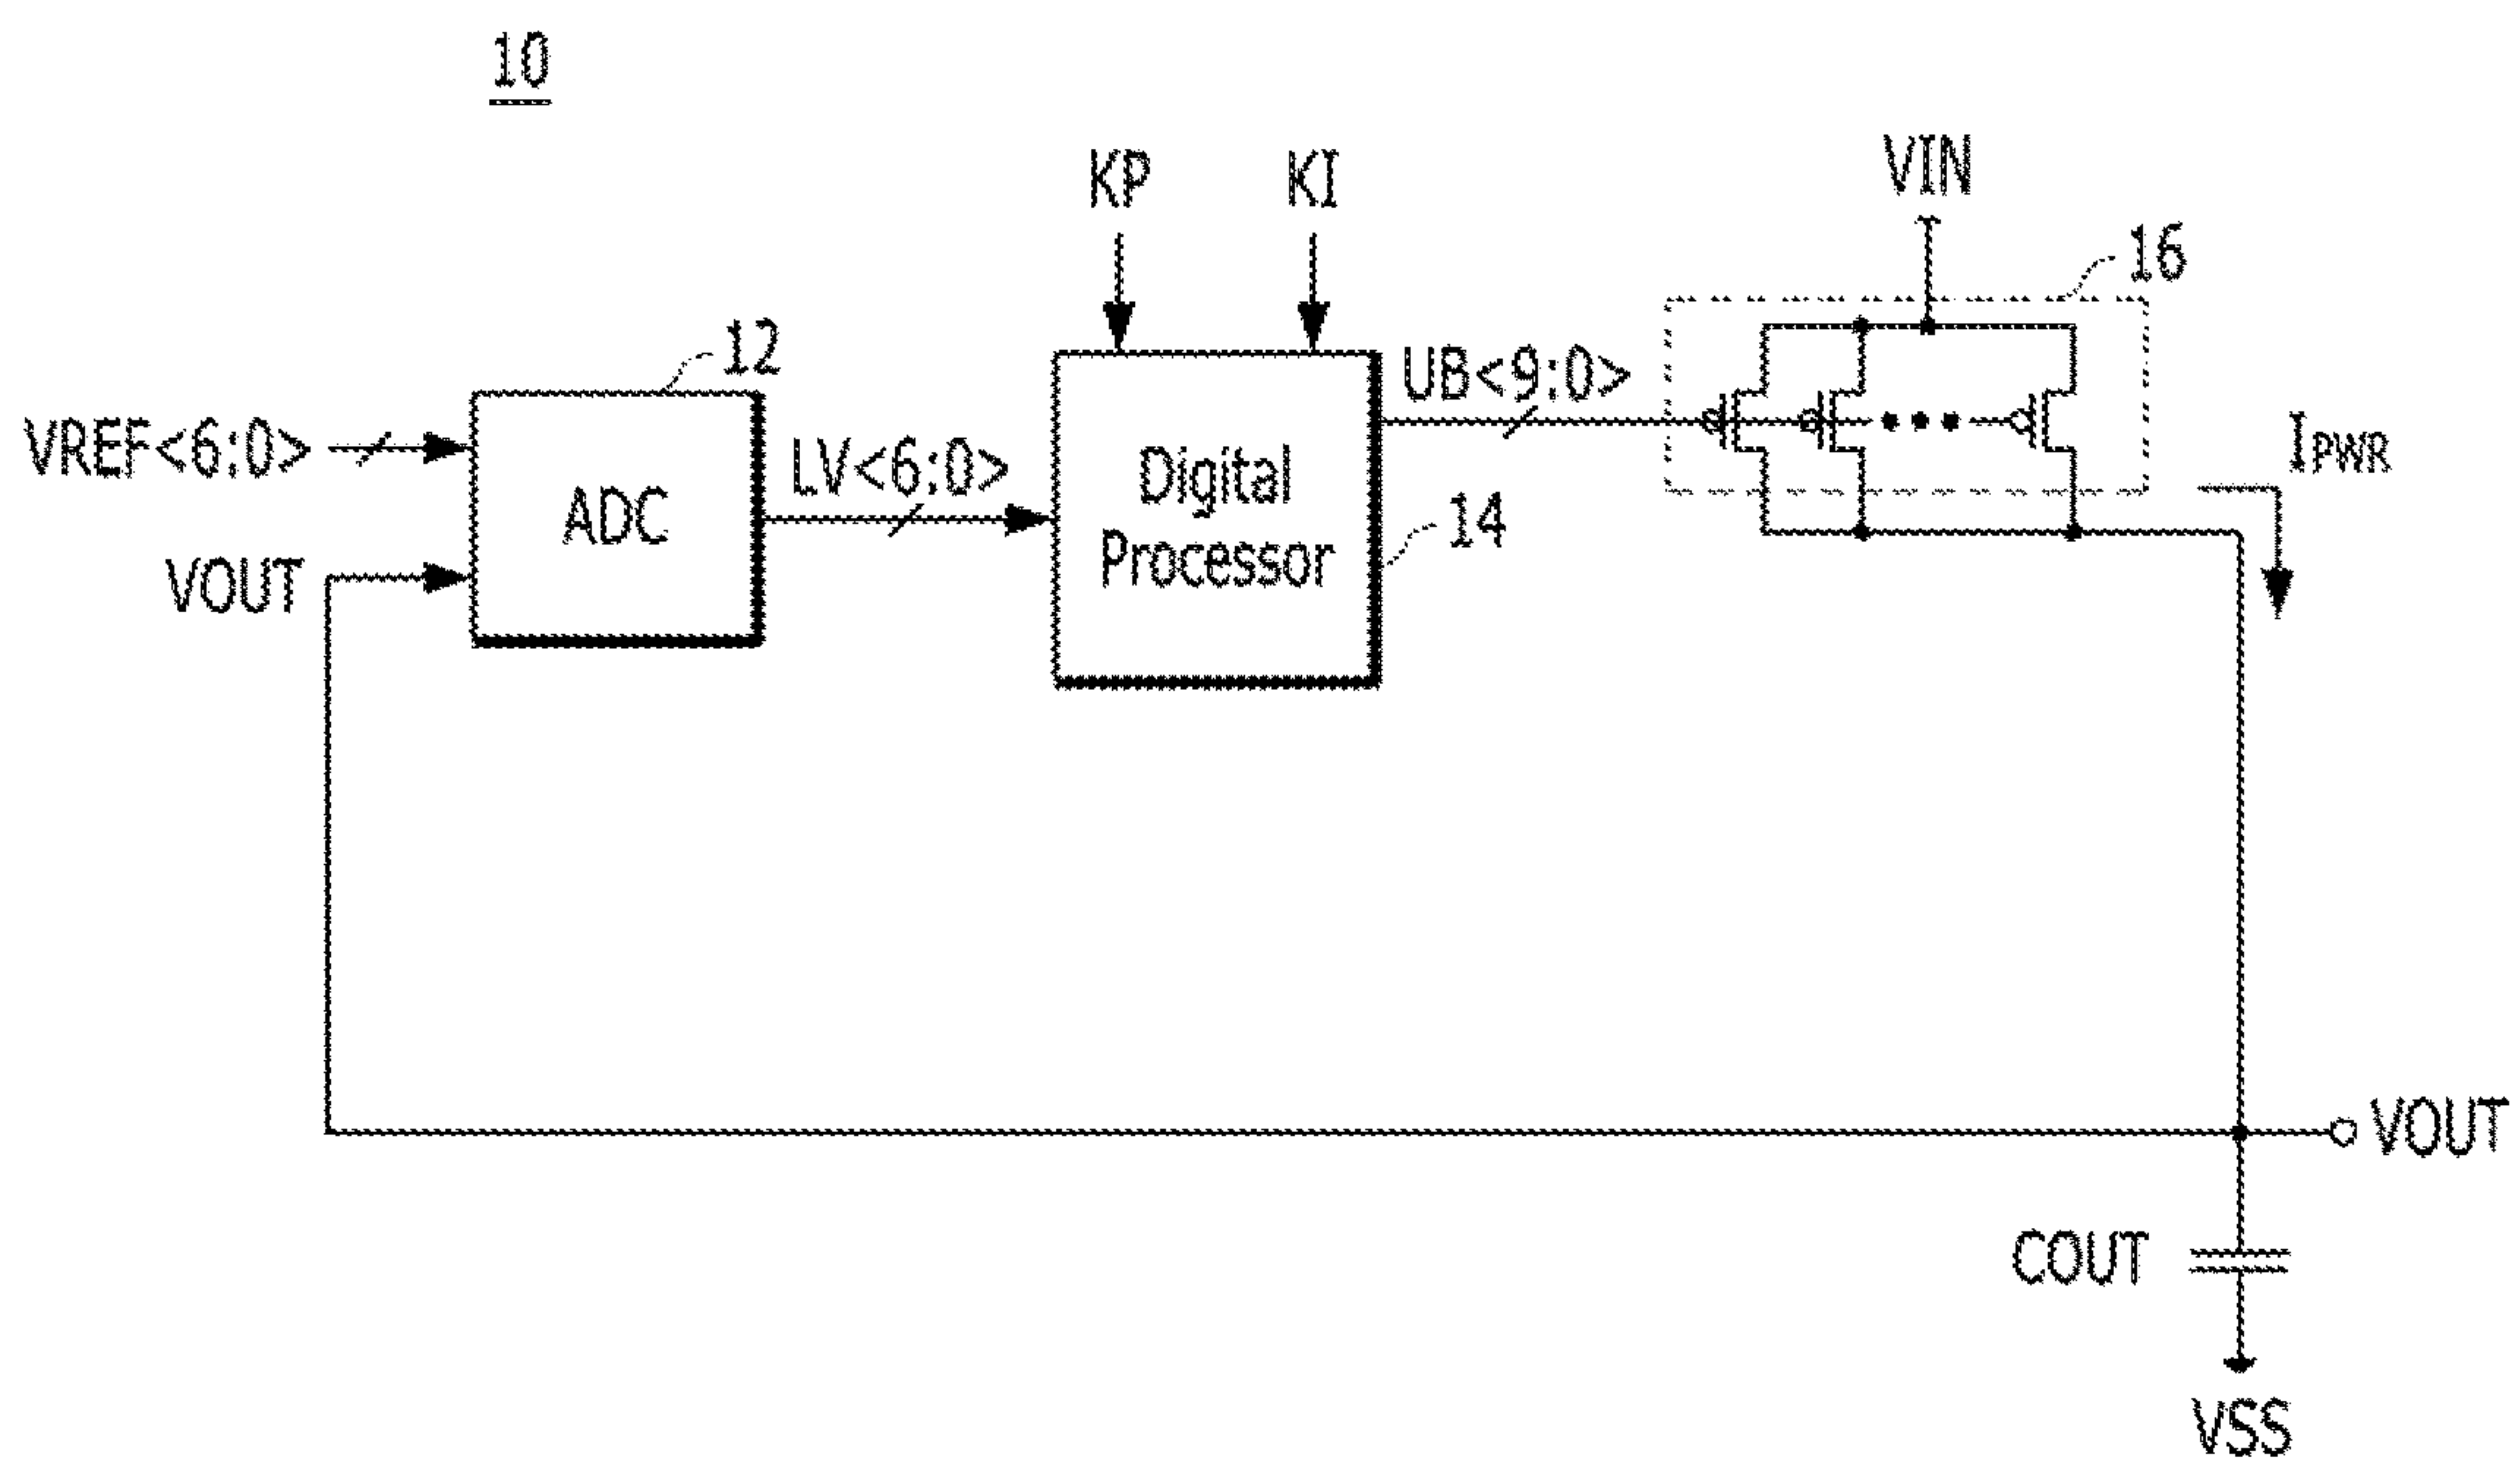 10
KP
KI
VIN
16
12
UB<9:0>
VREF<6:0>
LV<6:0>
IPWR
ADC
Digital
Processor
14
VOUT
VOUT
COUT
VSS